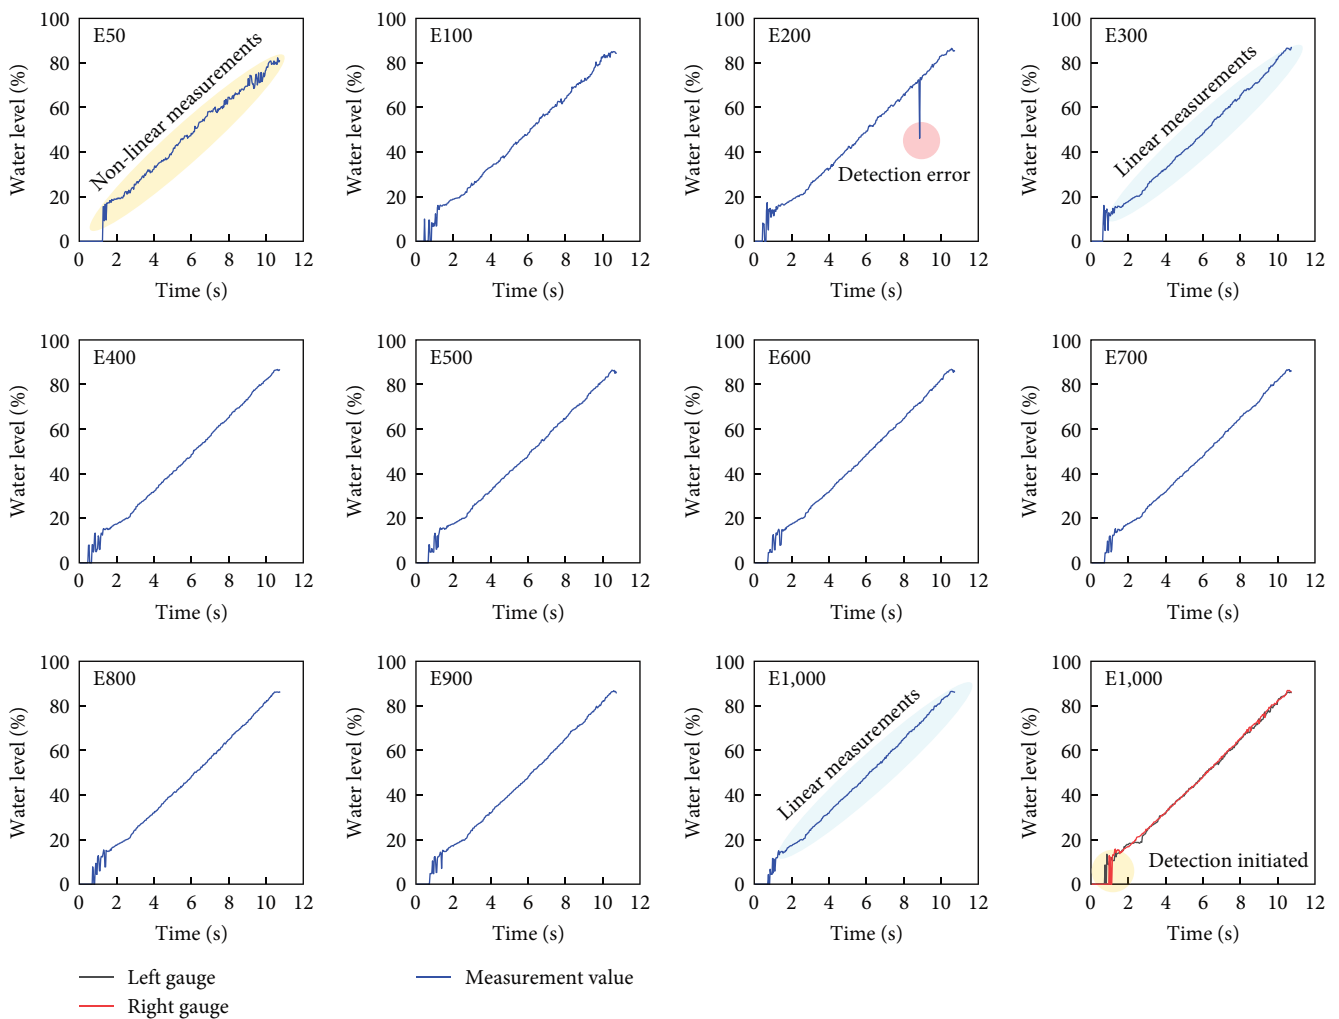 100
80
60
40
20
0
Water level (%)
E50
Non-linear measurements
0 2 4 6 8 10 12
Time (s)
100
80
60
40
20
0
Water level (%)
E100
0 2 4 6 8 10 12
Time (s)
100
80
60
40
20
0
Water level (%)
E200
Detection error
0 2 4 6 8 10 12
Time (s)
100
80
60
40
20
0
Water level (%)
E300
Linear measurements
0 2 4 6 8 10 12
Time (s)
100
80
60
40
20
0
Water level (%)
E400
0 2 4 6 8 10 12
Time (s)
100
80
60
40
20
0
Water level (%)
E500
0 2 4 6 8 10 12
Time (s)
100
80
60
40
20
0
Water level (%)
E600
0 2 4 6 8 10 12
Time (s)
100
80
60
40
20
0
Water level (%)
E700
0 2 4 6 8 10 12
Time (s)
100
80
60
40
20
0
Water level (%)
E800
0 2 4 6 8 10 12
Time (s)
100
80
60
40
20
0
Water level (%)
E900
0 2 4 6 8 10 12
Time (s)
100
80
60
40
20
0
Water level (%)
E1,000
Linear measurements
0 2 4 6 8 10 12
Time (s)
100
80
60
40
20
0
Water level (%)
E1,000
Detection initiated
0 2 4 6 8 10 12
Time (s)
Left gauge
Right gauge
Measurement value